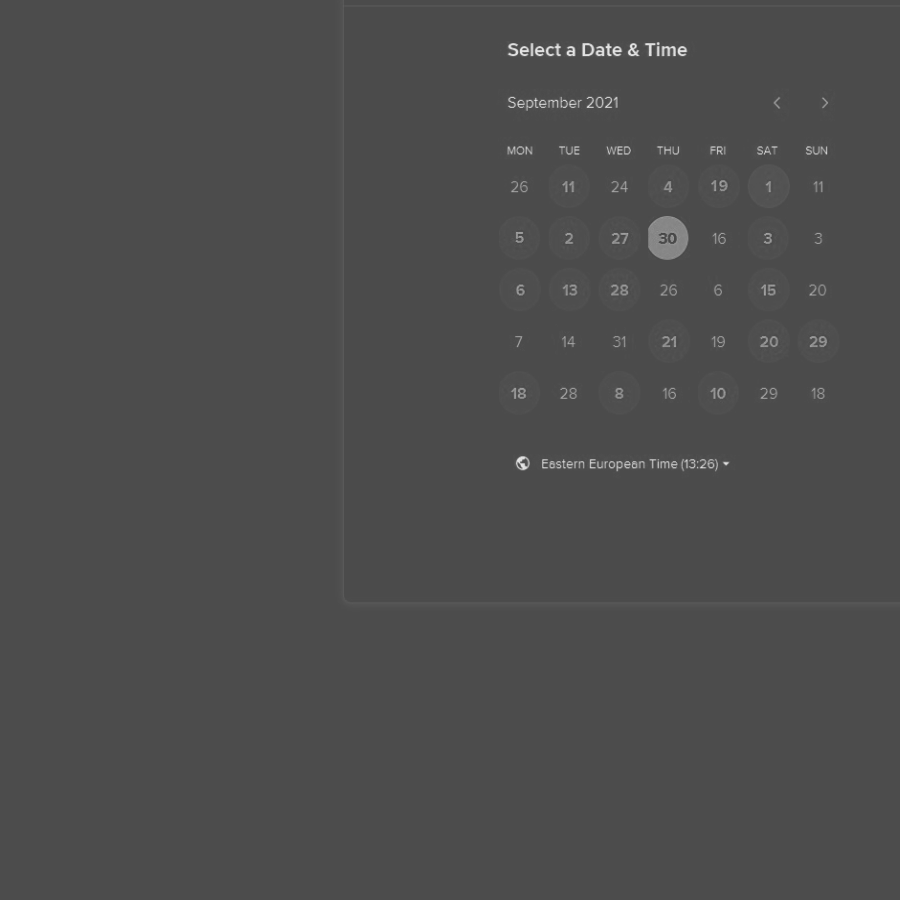 Select a Date & Time
September 2021
MON TUE WED THU FRI SAT SUN
26 11 24 4 19 1 11
5 2 27 30 16 3 3
6 13 28 26 6 15 20
7 14 31 21 19 20 29
18 28 8 16 10 29 18
Eastern European Time (13:26)